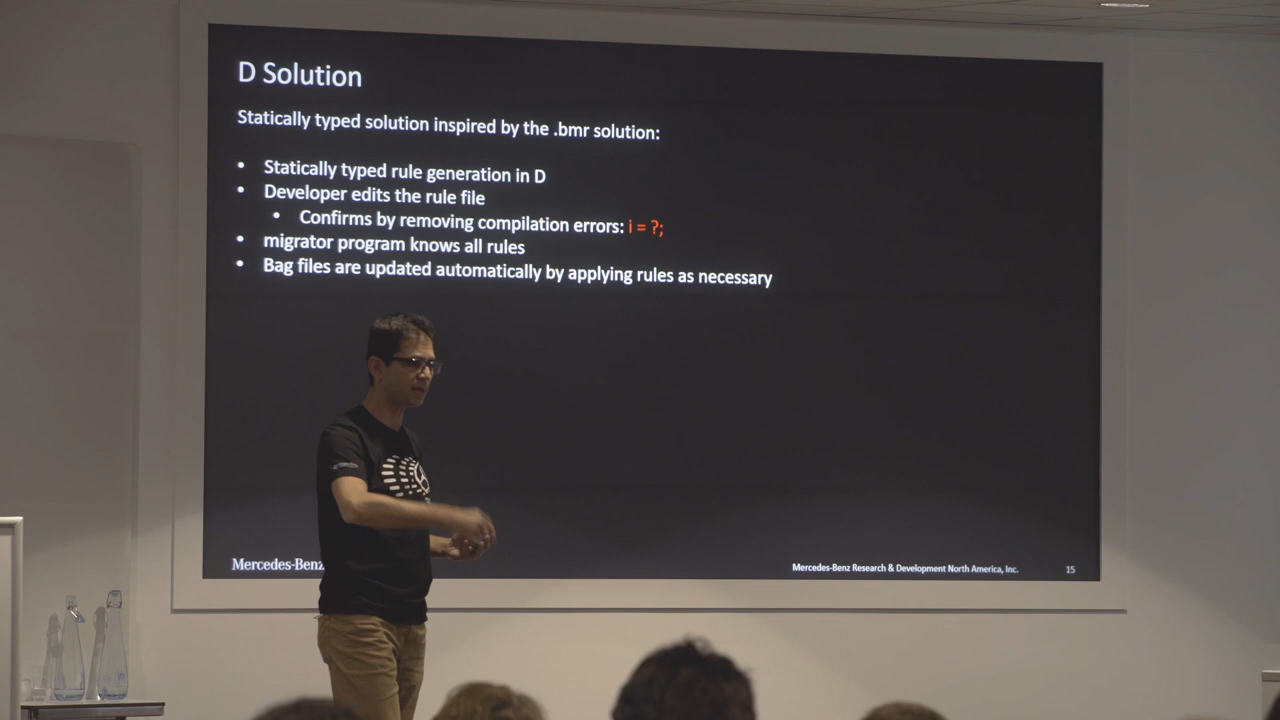 D Solution
Statically typed solution inspired by the .bmr solution:
• Statically typed rule generation in D
• Developer edits the rule file
• Confirms by removing compilation errors: i = ?;
• migrator program knows all rules
• Bag files are updated automatically by applying rules as necessary
Mercedes-Benz
Mercedes-Benz Research & Development North America, Inc.
15